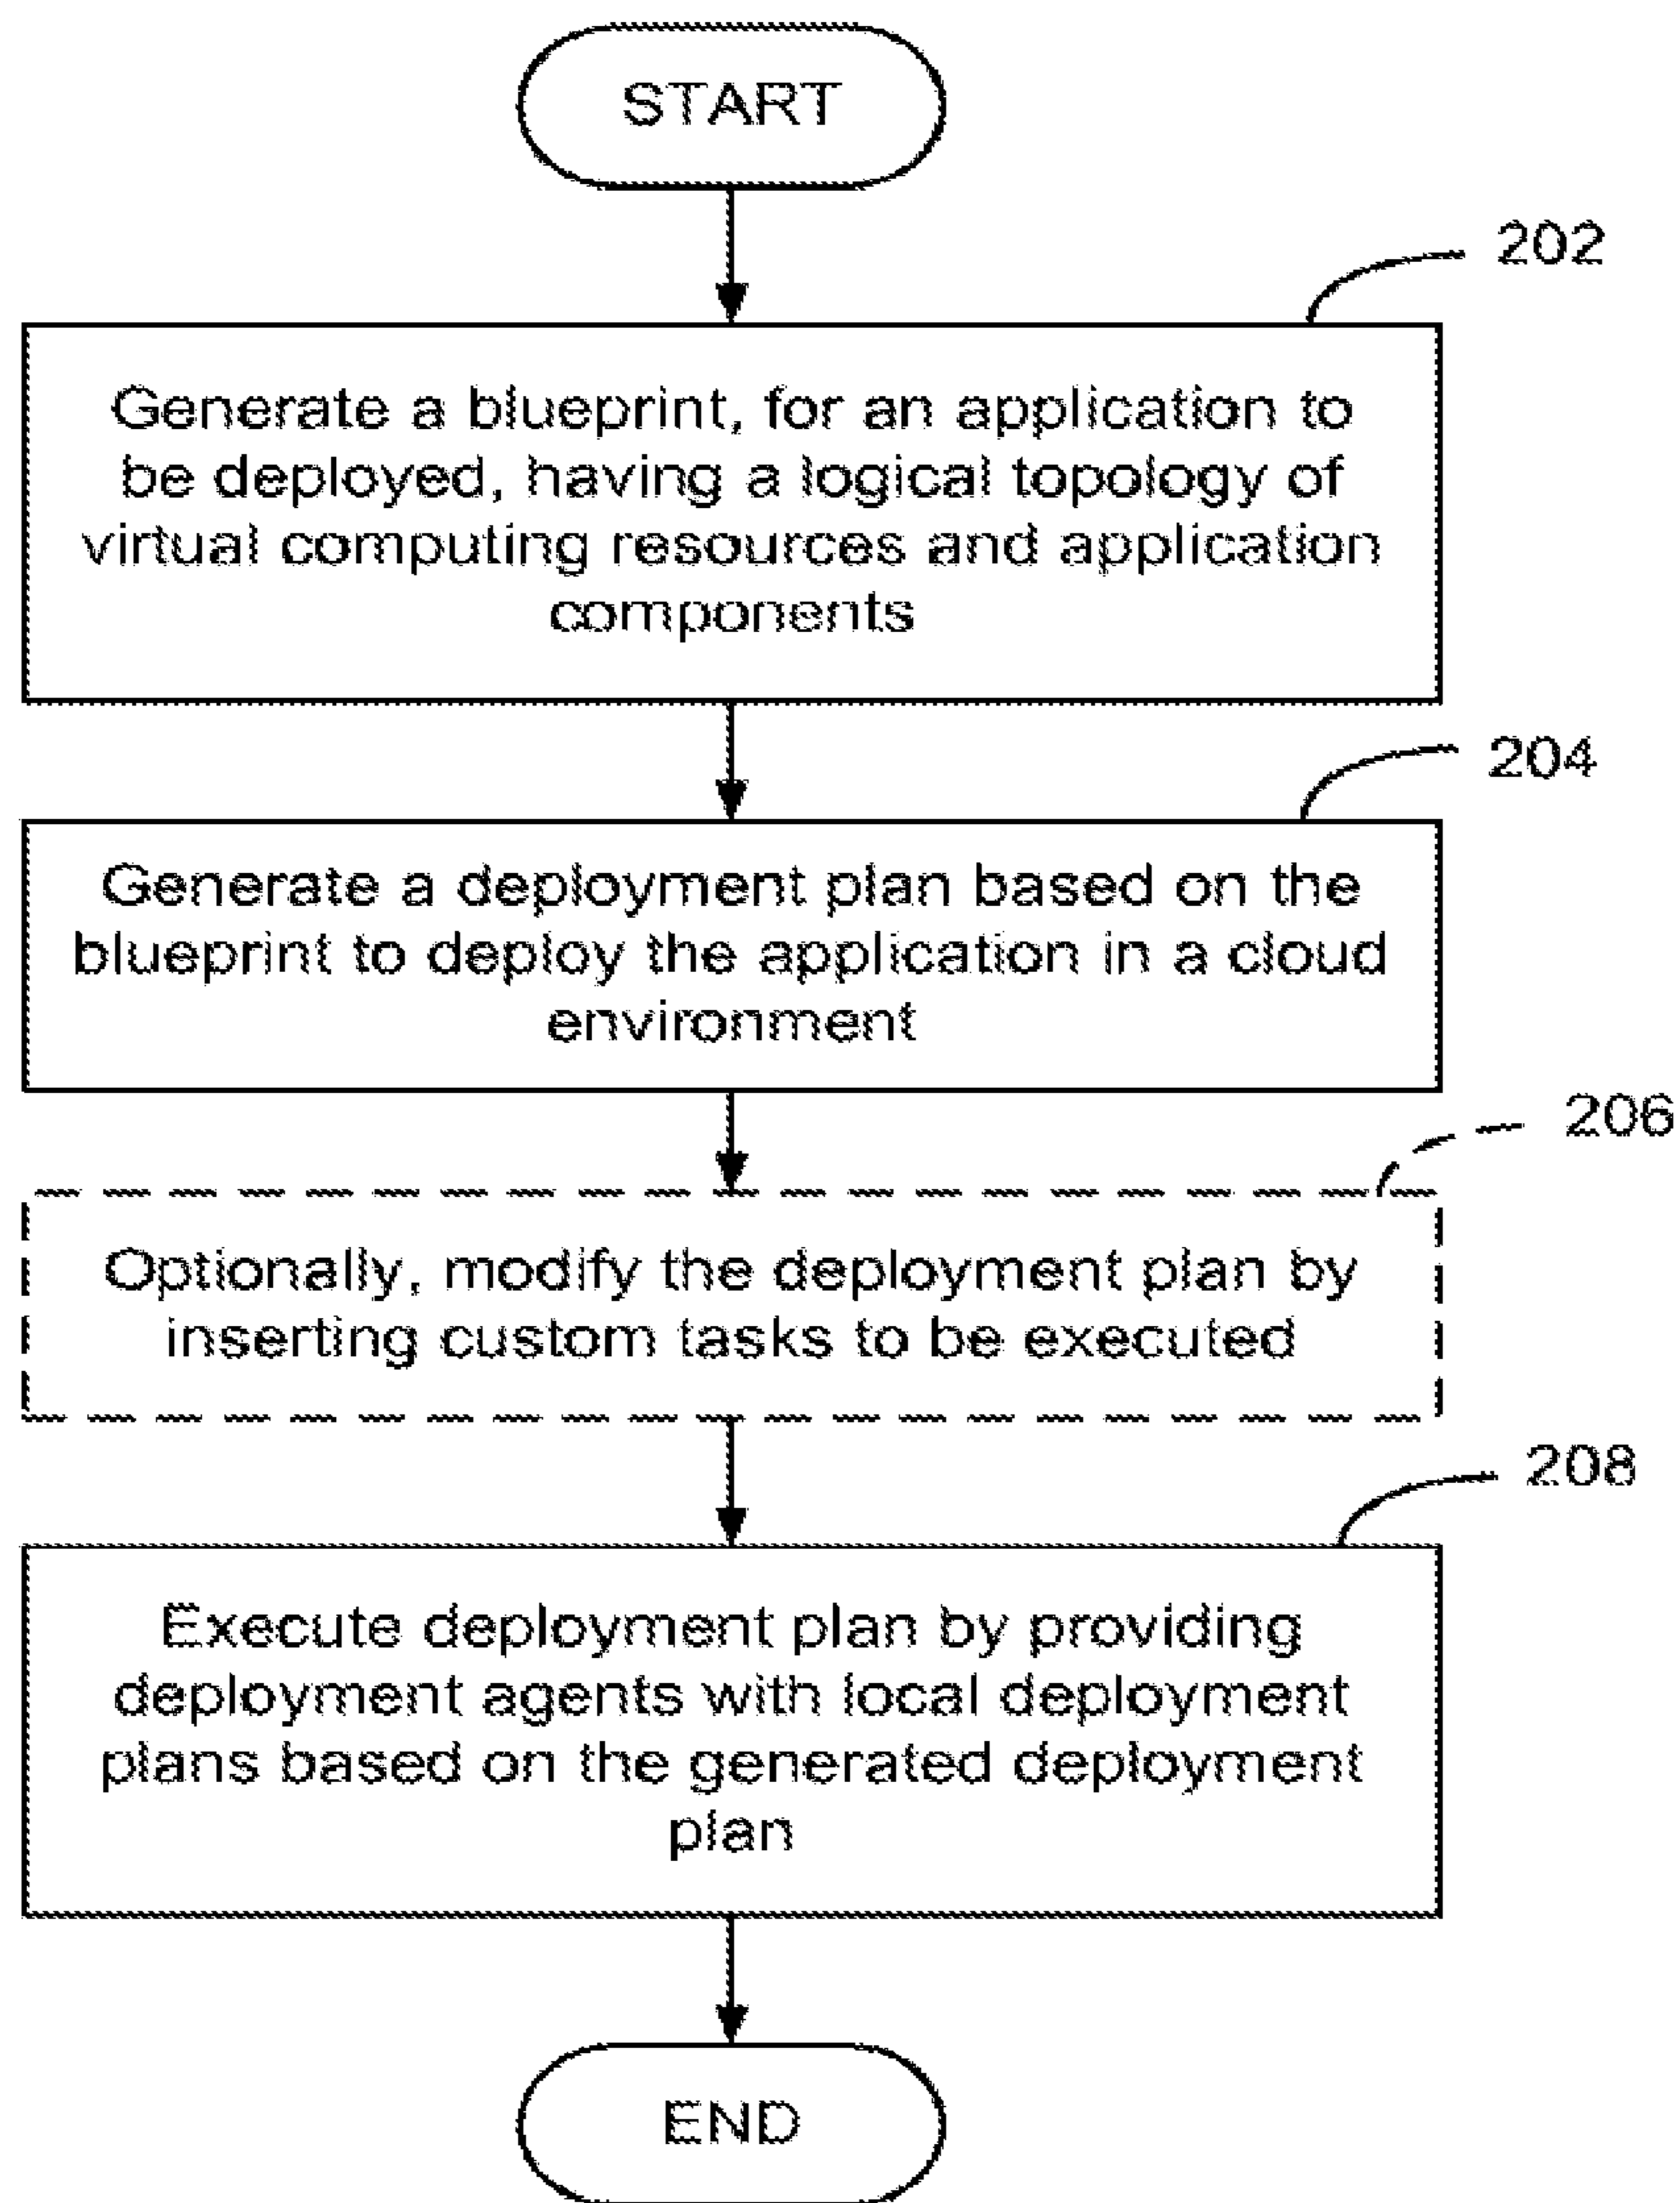 START
202
Generate a blueprint, for an application to
be deployed, having a logical topology of
virtual computing resources and application
components
204
Generate a deployment plan based on the
blueprint to deploy the application in a cloud
environment
206
Optionally, modify the deployment plan by
inserting custom tasks to be executed
208
Execute deployment plan by providing
deployment agents with local deployment
plans based on the generated deployment
plan
END